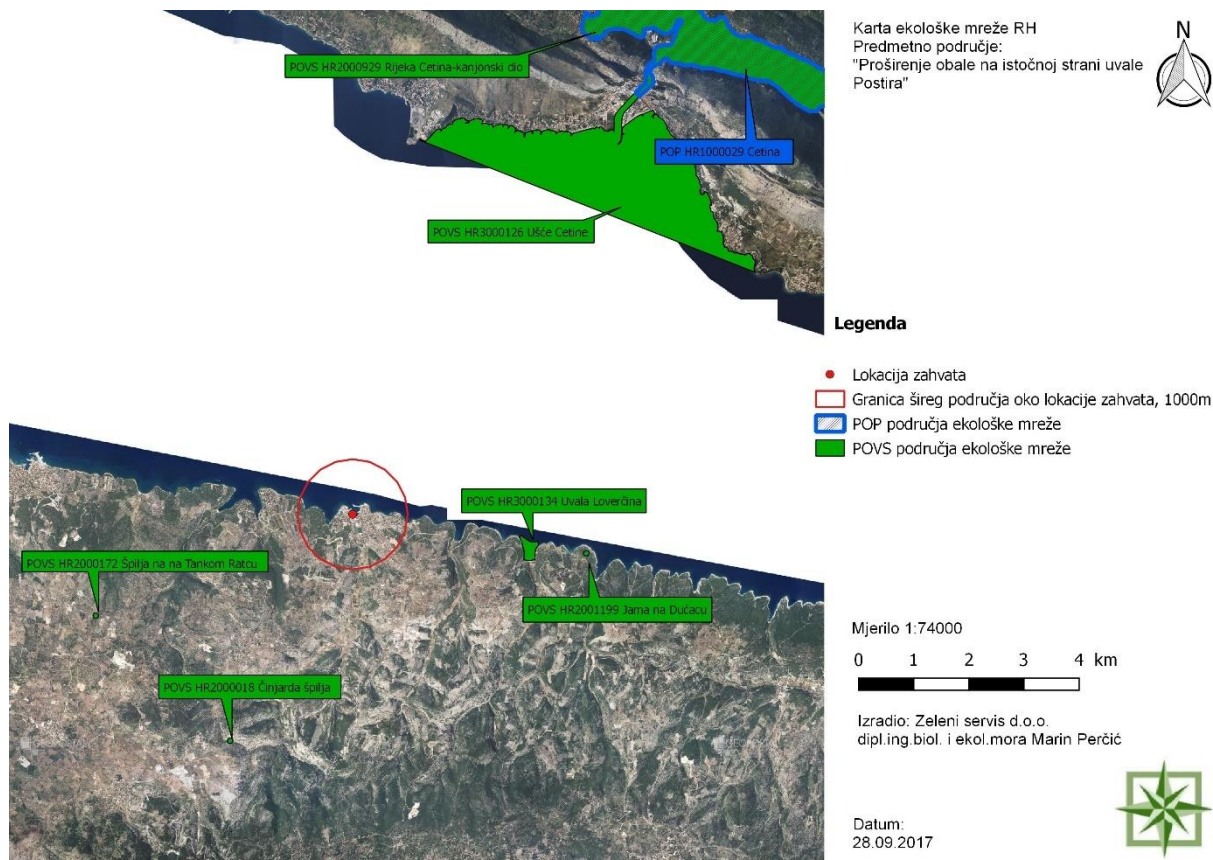 Karta ekološke mreže RH
Predmetno područje:
"Proširenje obale na istočnoj strani uvale
Postira"
N
POVS HR2000929 Rijeka Cetina-kanjonski dio
POP HR1000029 Cetina
POVS HR3000126 Ušće Cetine
Legenda
Lokacija zahvata
Granica šireg područja oko lokacije zahvata, 1000m
POP područja ekološke mreže
POVS područja ekološke mreže
POVS HR3000134 Uvala Loverčina
POVS HR2000172 Špilja na na Tankom Ratcu
POVS HR2001199 Jama na Dućacu
POVS HR2000018 Činjarda špilja
Mjerilo 1:74000
0 1 2 3 4 km
Izradio: Zeleni servis d.o.o.
dipl.ing.biol. i ekol.mora Marin Perčić
Datum:
28.09.2017